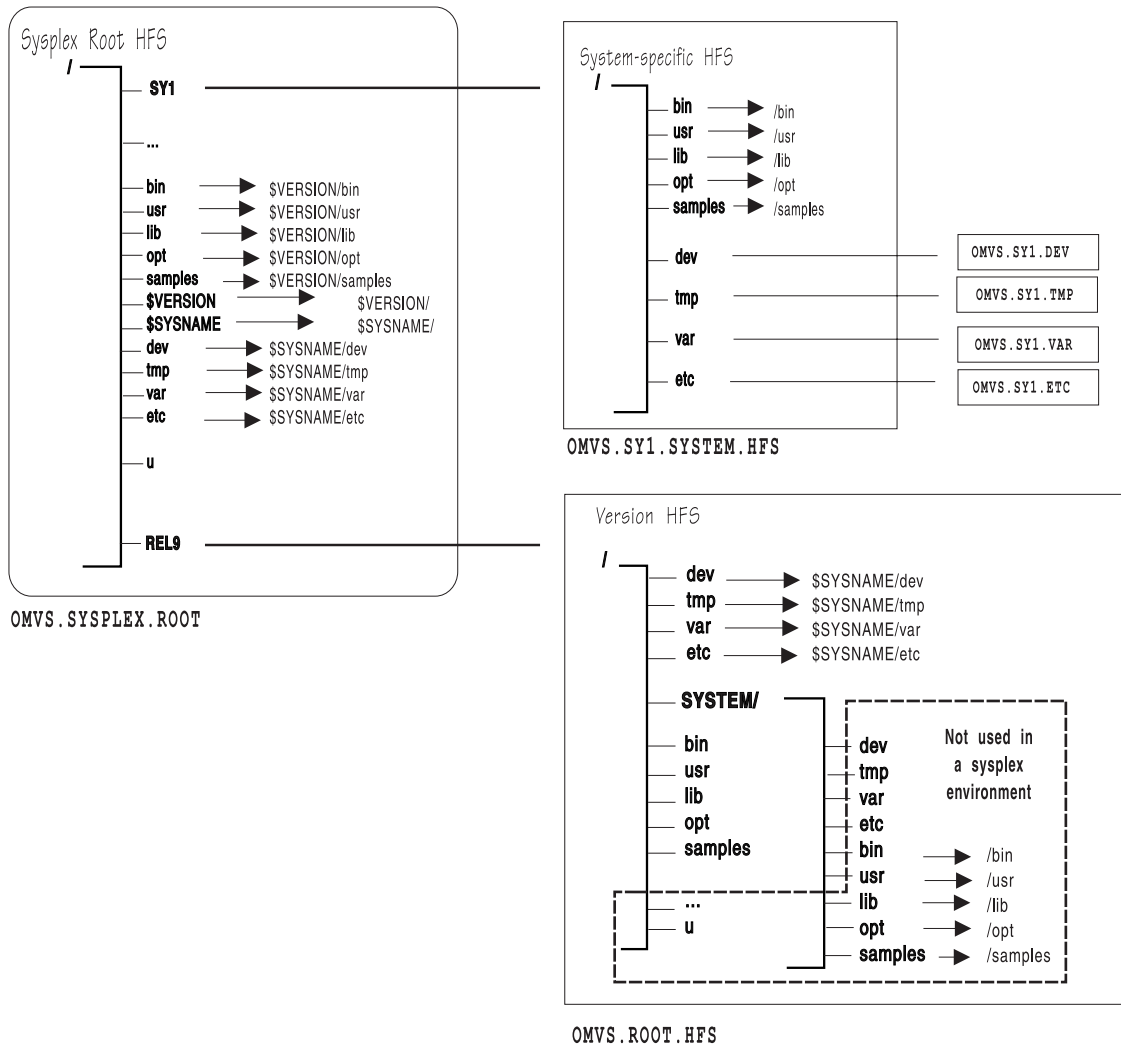 Sysplex Root HFS
/
SY1
...
bin $VERSION/bin
usr $VERSION/usr
lib $VERSION/lib
opt $VERSION/opt
samples $VERSION/samples
$VERSION $VERSION/
$SYSNAME $SYSNAME/
dev $SYSNAME/dev
tmp $SYSNAME/tmp
var $SYSNAME/var
etc $SYSNAME/etc
u
REL9
OMVS.SYSPLEX.ROOT
System-specific HFS
/
bin /bin
usr /usr
lib /lib
opt /opt
samples /samples
dev OMVS.SY1.DEV
tmp OMVS.SY1.TMP
var OMVS.SY1.VAR
etc OMVS.SY1.ETC
OMVS.SY1.SYSTEM.HFS
Version HFS
/
dev $SYSNAME/dev
tmp $SYSNAME/tmp
var $SYSNAME/var
etc $SYSNAME/etc
SYSTEM/
bin
usr
lib
opt
samples
...
u
dev
tmp
var
etc
bin /bin
usr /usr
lib /lib
opt /opt
samples /samples
Not used in
a sysplex
environment
OMVS.ROOT.HFS